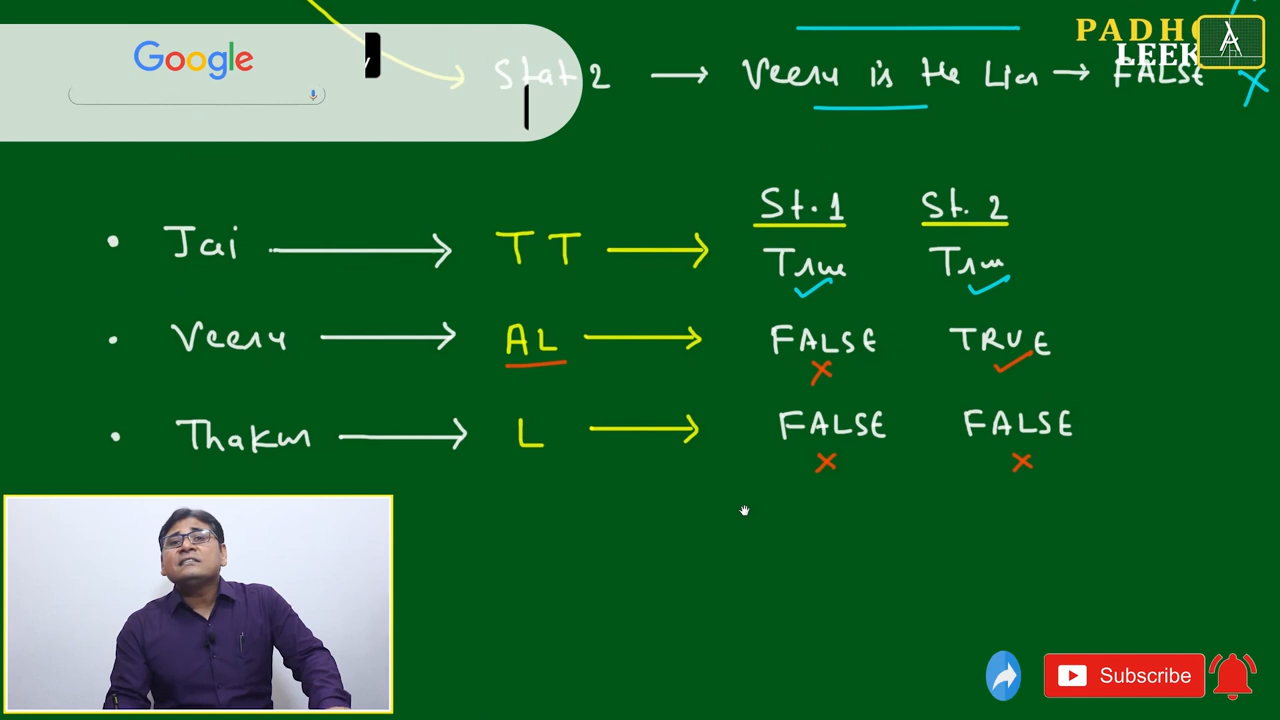 PADHO
LEEK
Google
Stat 2 → Veeru is the Liar → FALSE X
St. 1 St. 2
• Jai → T T → True True
• Veeru → AL → FALSE TRUE
X
• Thakur → L → FALSE FALSE
X X
Subscribe